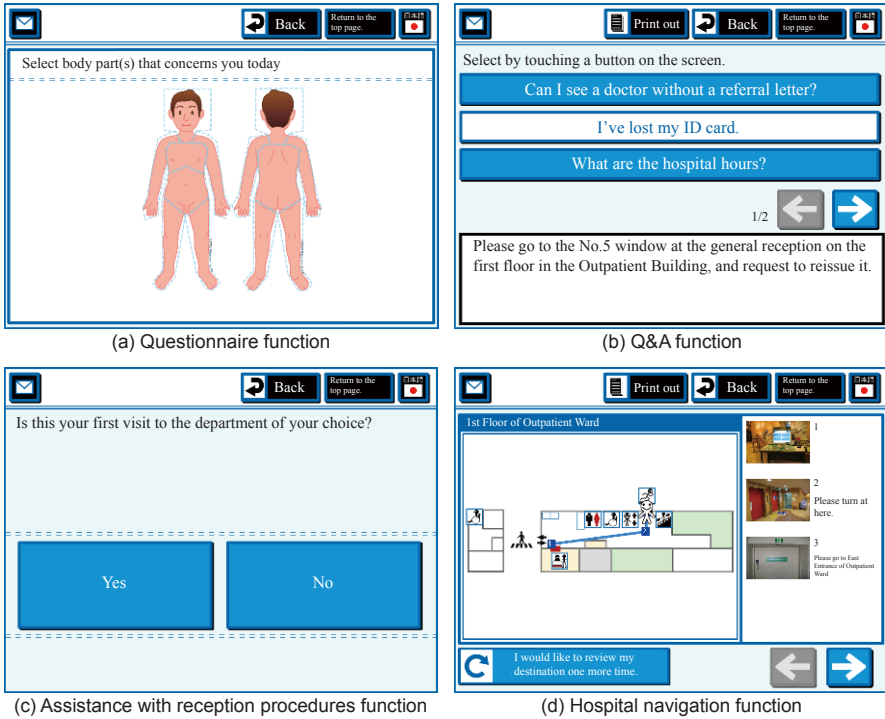 Back
Return to the
top page.
日本語
Select body part(s) that concerns you today
(a) Questionnaire function
Print out
Back
Return to the
top page.
日本語
Select by touching a button on the screen.
Can I see a doctor without a referral letter?
I've lost my ID card.
What are the hospital hours?
1/2
Please go to the No.5 window at the general reception on the
first floor in the Outpatient Building, and request to reissue it.
(b) Q&A function
Back
Return to the
top page.
日本語
Is this your first visit to the department of your choice?
Yes
No
(c) Assistance with reception procedures function
Print out
Back
Return to the
top page.
日本語
1st Floor of Outpatient Ward
1
2
Please turn at
here.
3
Please go to East
Entrance of Outpatient
Ward
I would like to review my
destination one more time.
(d) Hospital navigation function